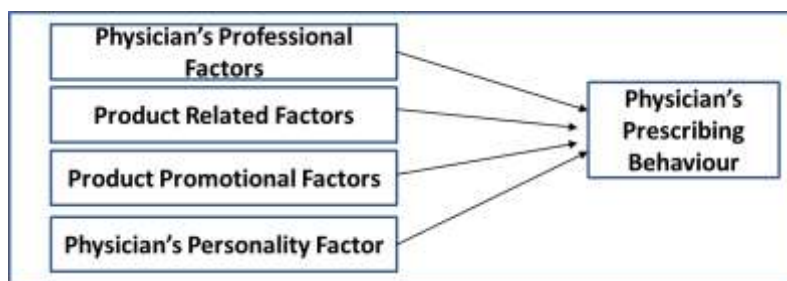 Physician's Professional
Factors
Product Related Factors
Product Promotional Factors
Physician's Personality Factor
Physician's
Prescribing
Behaviour